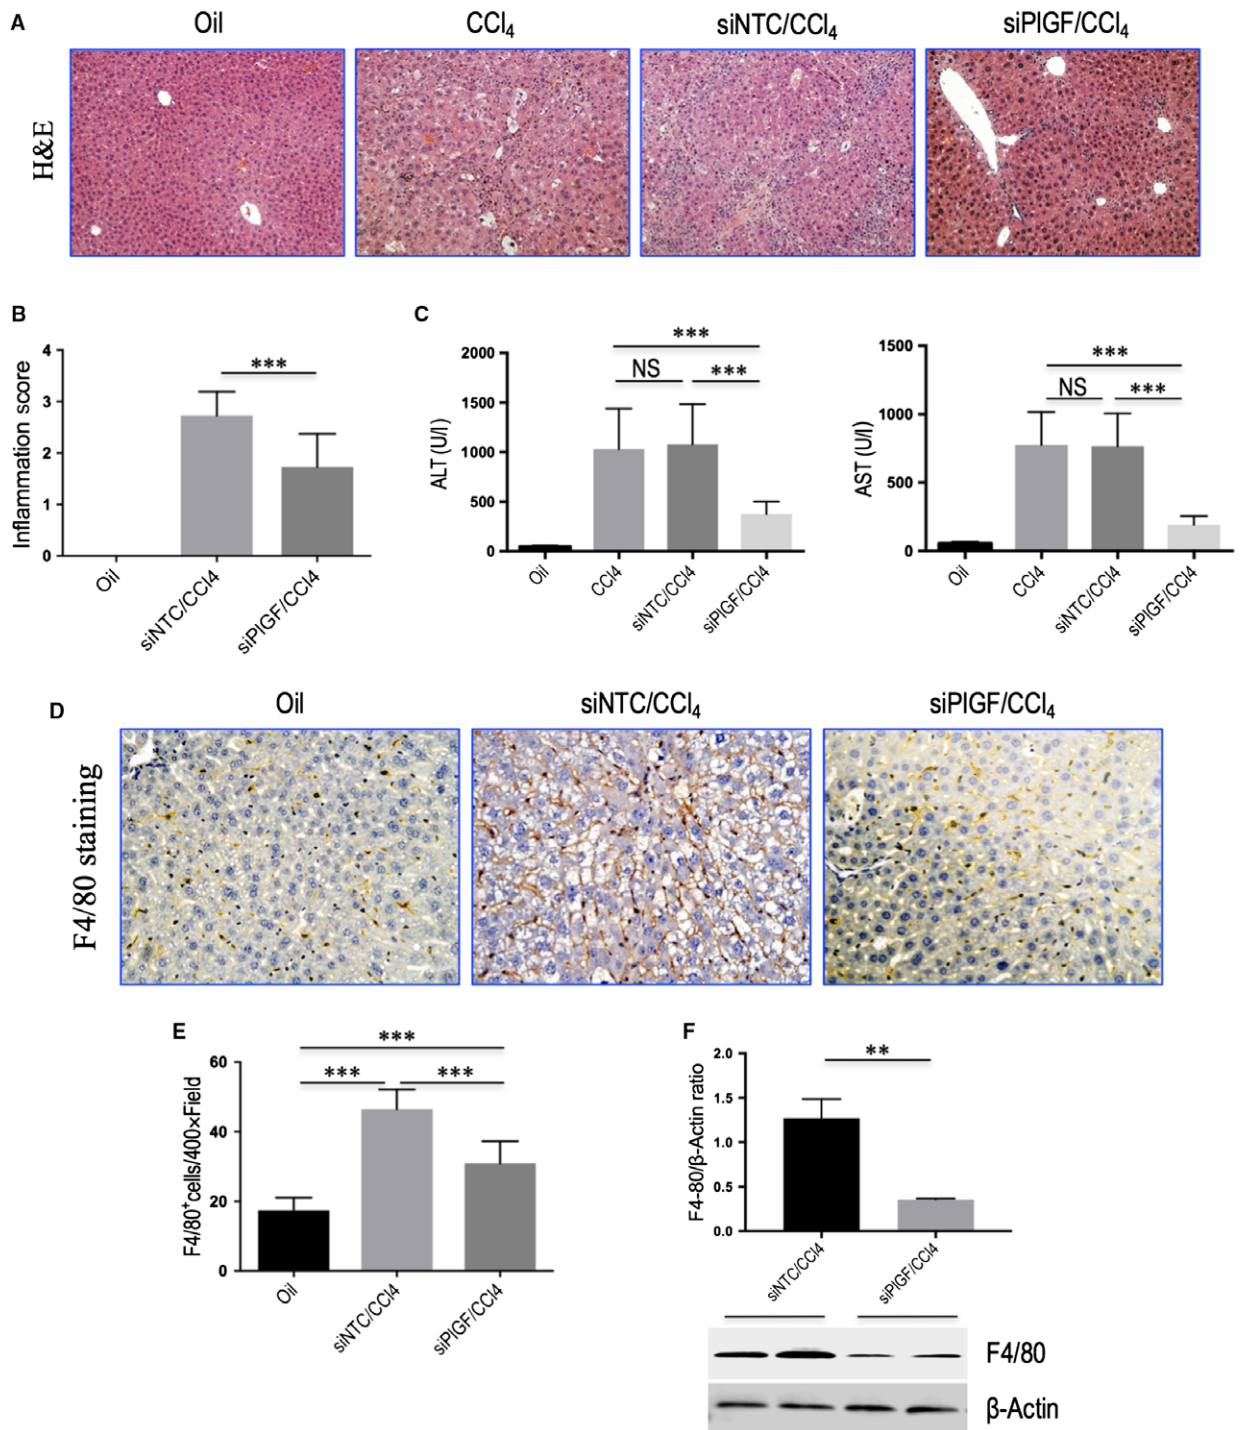 A
Oil
CCl4
siNTC/CCl4
siPlGF/CCl4
H&E
B
Inflammation score
4
3
2
1
0
***
Oil
siNTC/CCl4
siPlGF/CCl4
C
ALT (U/l)
2000
1500
1000
500
0
***
NS
***
Oil
CCl4
siNTC/CCl4
siPlGF/CCl4
AST (U/l)
1500
1000
500
0
***
NS
***
Oil
CCl4
siNTC/CCl4
siPlGF/CCl4
D
Oil
siNTC/CCl4
siPlGF/CCl4
F4/80 staining
E
F4/80+cells/400×Field
60
40
20
0
***
***
***
Oil
siNTC/CCl4
siPlGF/CCl4
F
F4-80/β-Actin ratio
2.0
1.5
1.0
0.5
0.0
**
siNTC/CCl4
siPlGF/CCl4
F4/80
β-Actin